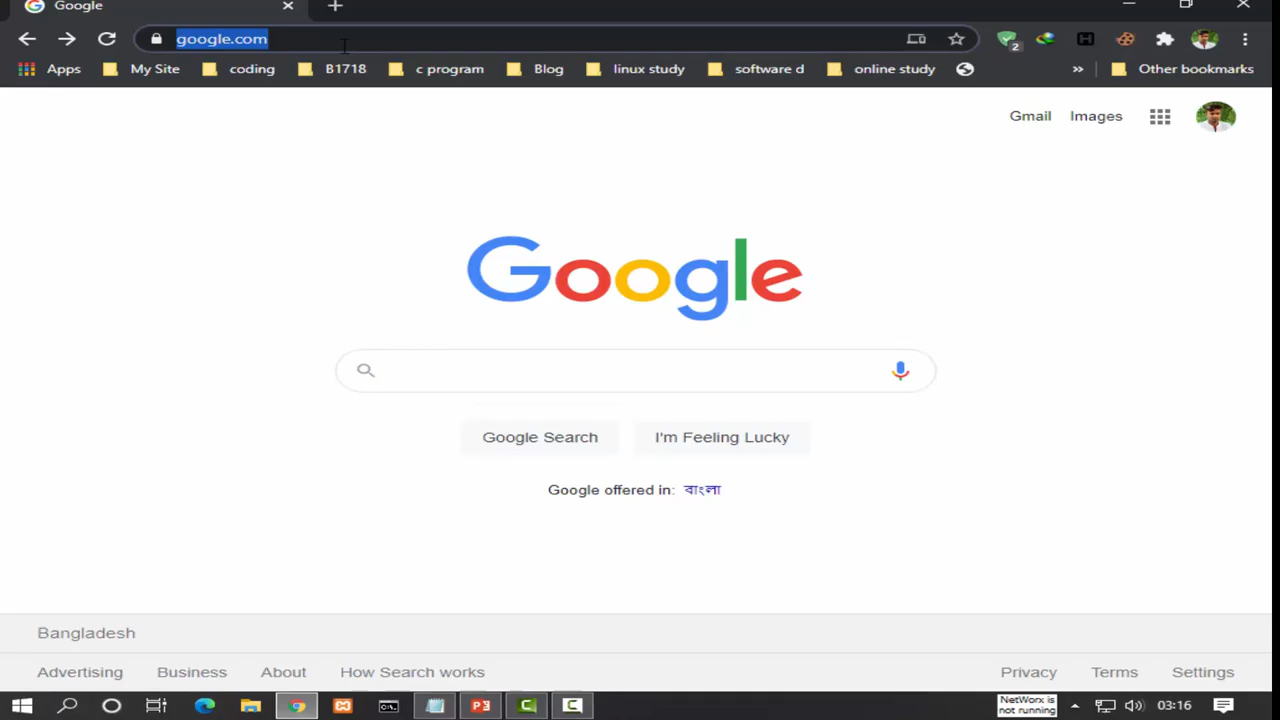 Google
google.com
2
Apps My Site coding B1718 c program Blog linux study software d online study » Other bookmarks
Gmail Images
Google
Google Search I'm Feeling Lucky
Google offered in: বাংলা
Bangladesh
Advertising Business About How Search works Privacy Terms Settings
NetWorx is
not running
03:16